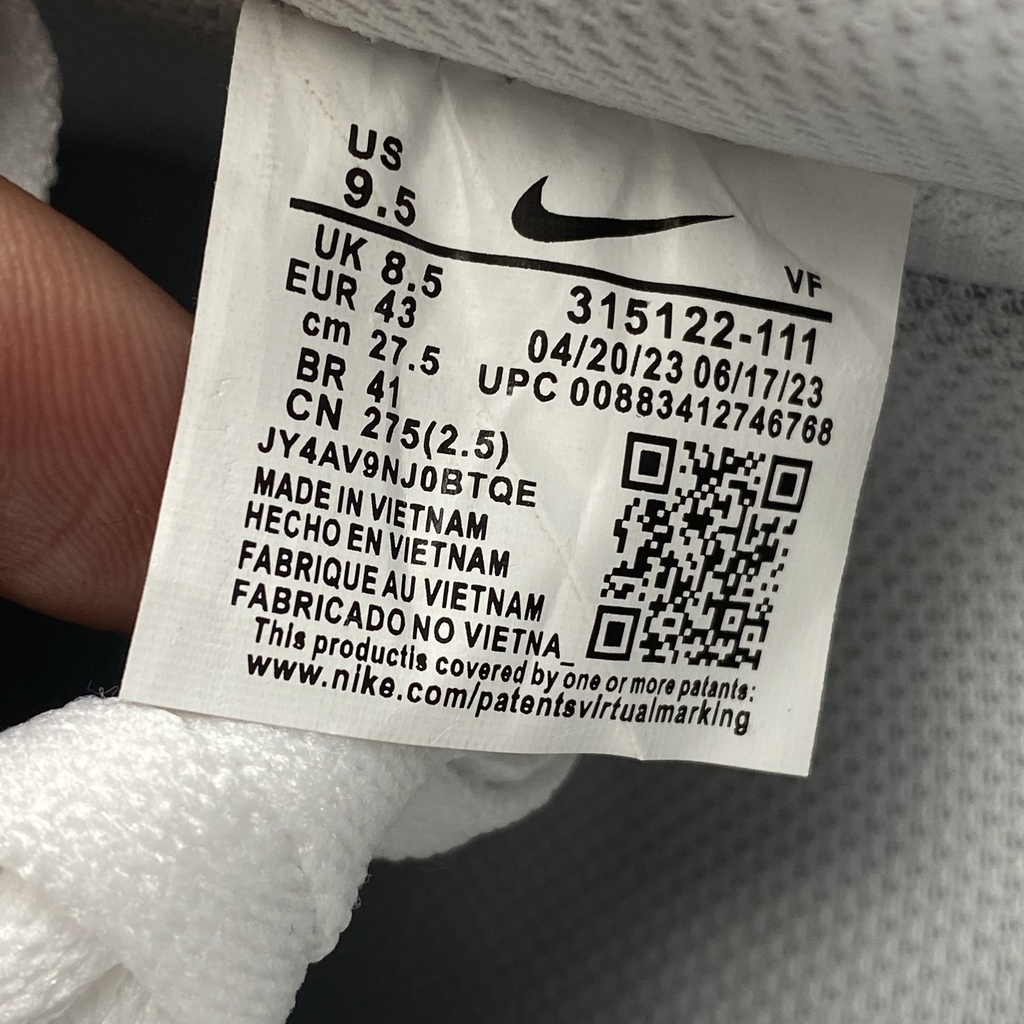 US
9.5
VF
UK 8.5
EUR 43
cm 27.5
BR 41
CN 275(2.5)
315122-111
04/20/23 06/17/23
UPC 00883412746768
JY4AV9NJ0BTQE
MADE IN VIETNAM
HECHO EN VIETNAM
FABRIQUE AU VIETNAM
FABRICADO NO VIETNA_
This productis covered by one or more patants:
www.nike.com/patentsvirtualmarking